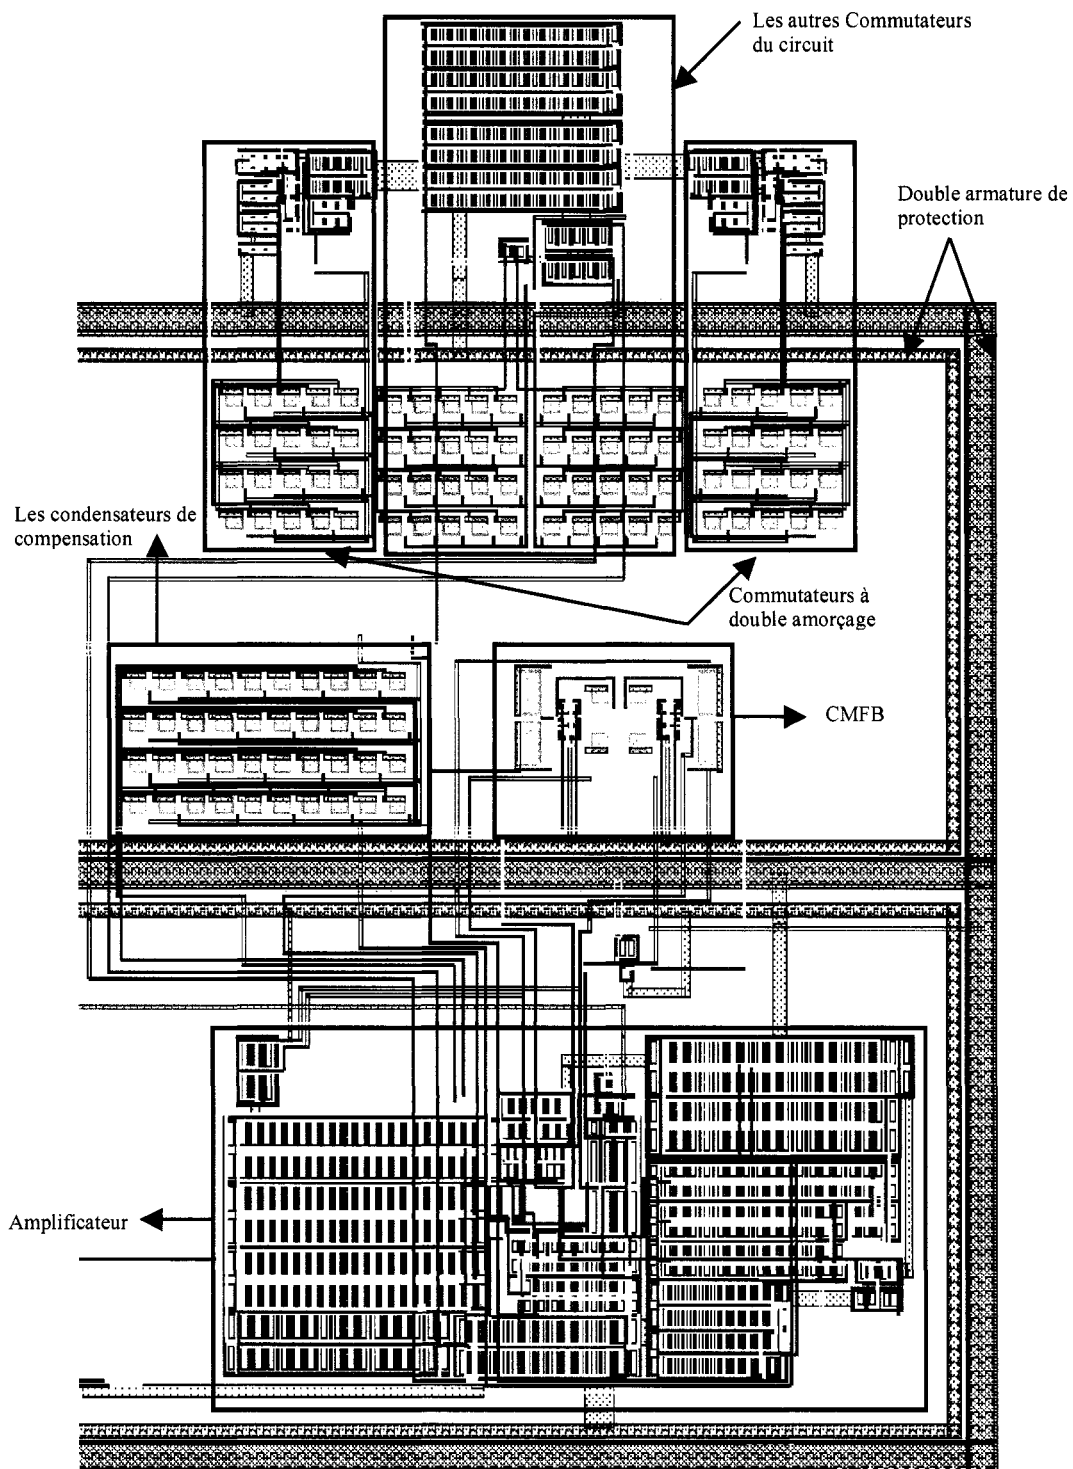 Les autres Commutateurs
du circuit
Double armature de
protection
Les condensateurs de
compensation
Commutateurs à
double amorçage
CMFB
Amplificateur